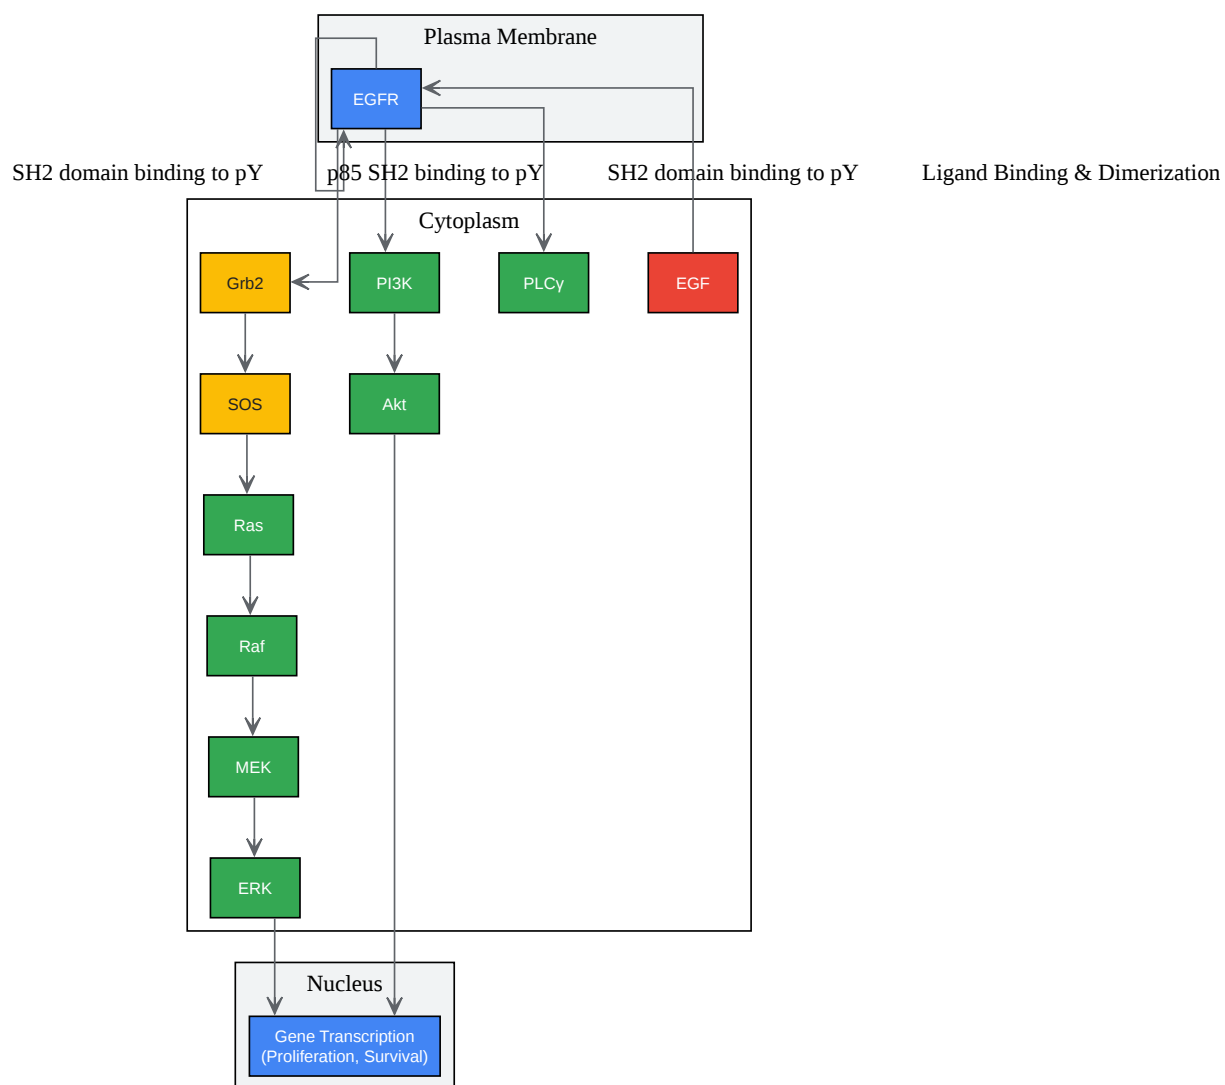 Plasma Membrane
EGFR
SH2 domain binding to pY
p85 SH2 binding to pY
SH2 domain binding to pY
Ligand Binding & Dimerization
Cytoplasm
Grb2
PI3K
PLCγ
EGF
SOS
Akt
Ras
Raf
MEK
ERK
Nucleus
Gene Transcription
(Proliferation, Survival)